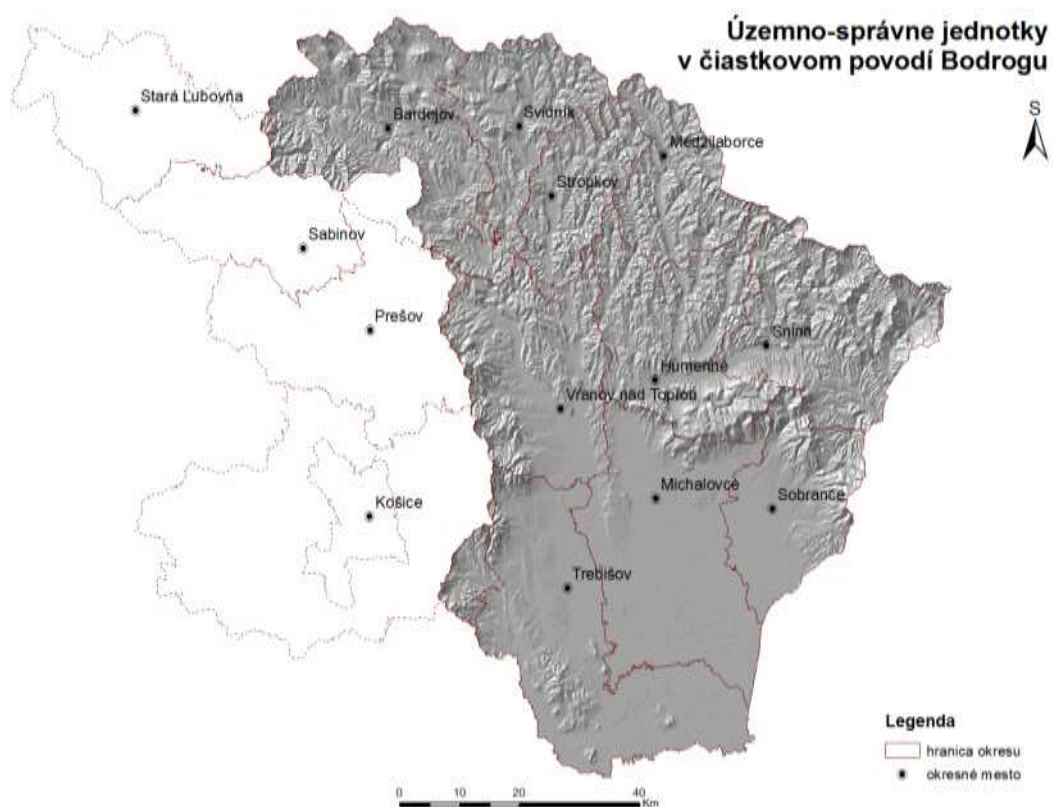 Územno-správne jednotky
v čiastkovom povodí Bodrogu
S
Stará Ľubovňa
Bardejov
Svidník
Medzilaborce
Stropkov
Sabinov
Prešov
Snina
Humenné
Vranov nad Topľou
Michalovce
Sobrance
Košice
Trebišov
Legenda
hranica okresu
okresné mesto
0 10 20 40
Km